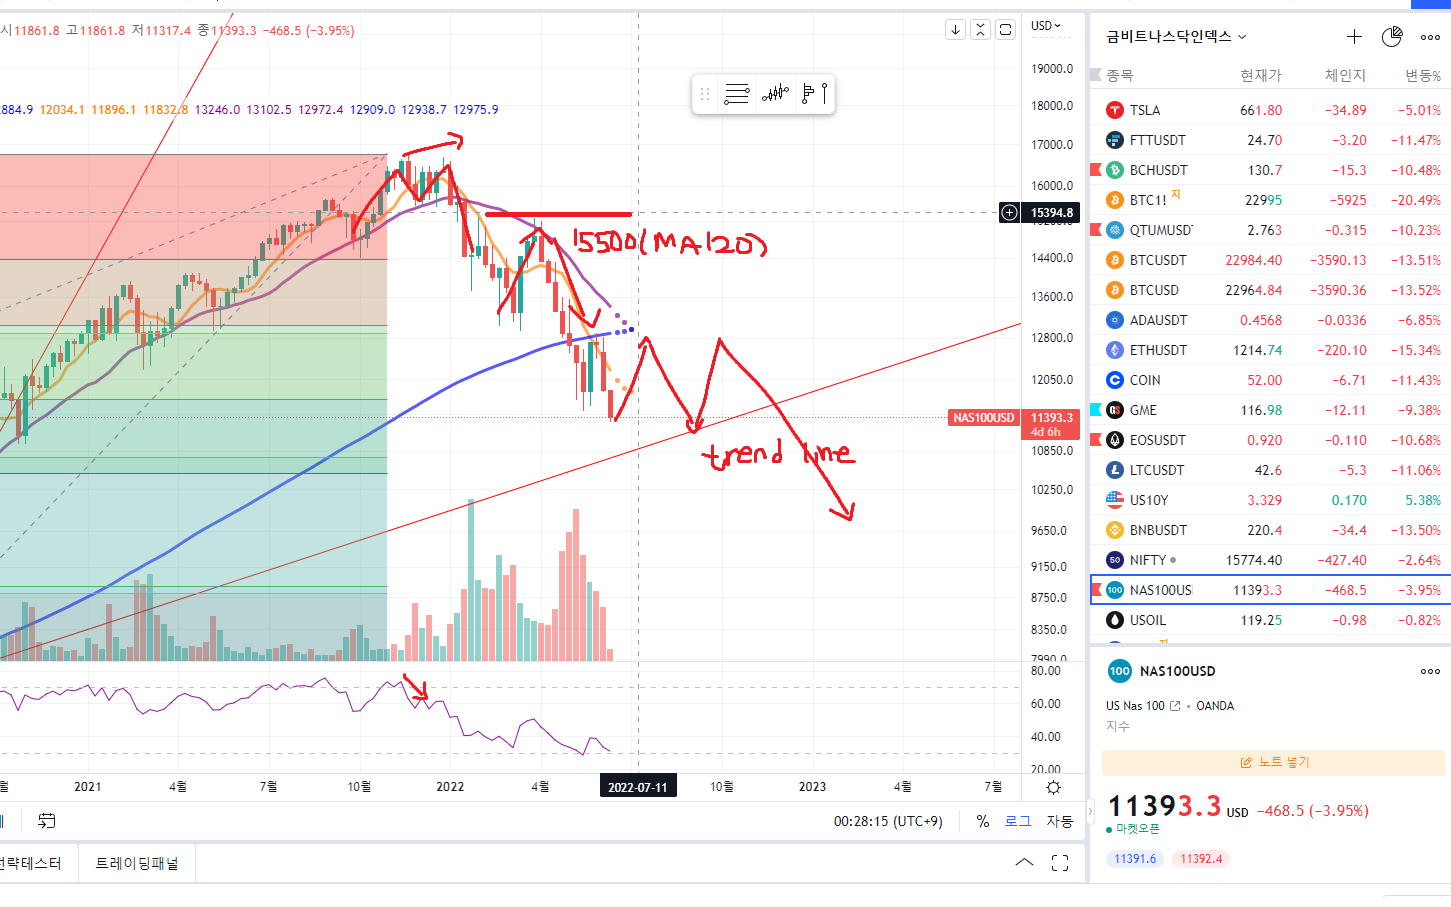 시11861.8 고11861.8 저11317.4 종11393.3 −468.5 (−3.95%)
USD
884.9 12034.1 11896.1 11832.8 13246.0 13102.5 12972.4 12909.0 12938.7 12975.9
19000.0
18000.0
17000.0
16000.0
15394.8
14400.0
13600.0
12800.0
12050.0
NAS100USD 11393.3
4d 6h
10850.0
10250.0
9650.0
9150.0
8750.0
8350.0
7990.0
15500(MA120)
trend line
80.00
60.00
40.00
20.00
월 2021 4월 7월 10월 2022 4월 2022-07-11 10월 2023 4월 7월
00:28:15 (UTC+9) % 로그 자동
전략테스터 트레이딩패널
금비트나스닥인덱스
종목 현재가 체인지 변동%
TSLA 661.80 −34.89 −5.01%
FTTUSDT 24.70 −3.20 −11.47%
BCHUSDT 130.7 −15.3 −10.48%
BTC1! 지 22995 −5925 −20.49%
QTUMUSDT 2.763 −0.315 −10.23%
BTCUSDT 22984.40 −3590.13 −13.51%
BTCUSD 22964.84 −3590.36 −13.52%
ADAUSDT 0.4568 −0.0336 −6.85%
ETHUSDT 1214.74 −220.10 −15.34%
COIN 52.00 −6.71 −11.43%
GME 116.98 −12.11 −9.38%
EOSUSDT 0.920 −0.110 −10.68%
LTCUSDT 42.6 −5.3 −11.06%
US10Y 3.329 0.170 5.38%
BNBUSDT 220.4 −34.4 −13.50%
50 NIFTY 15774.40 −427.40 −2.64%
100 NAS100US 11393.3 −468.5 −3.95%
USOIL 119.25 −0.98 −0.82%
100 NAS100USD
US Nas 100 • OANDA
지수
노트 넣기
11393.3 USD −468.5 (−3.95%)
마켓오픈
11391.6 11392.4